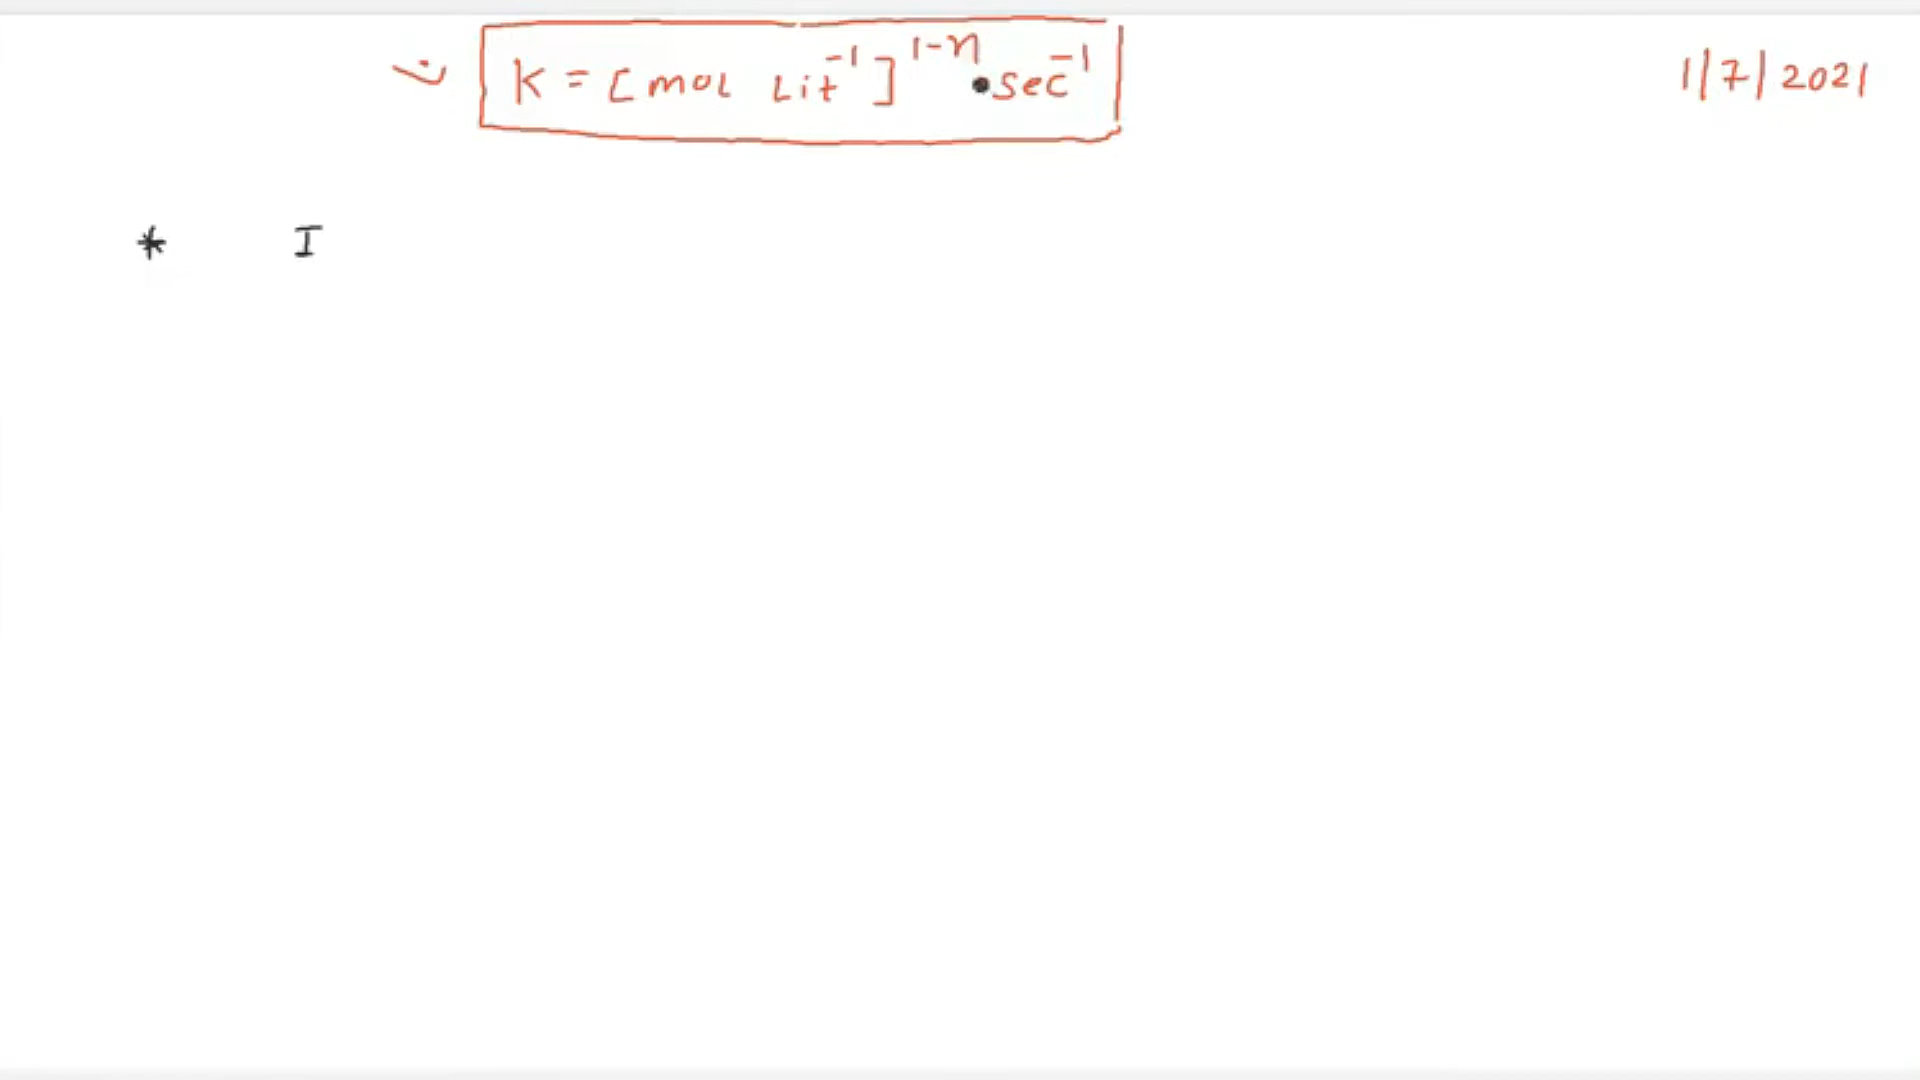 K = [mol Lit⁻¹]¹⁻ⁿ • sec⁻¹
1/7/2021
* I